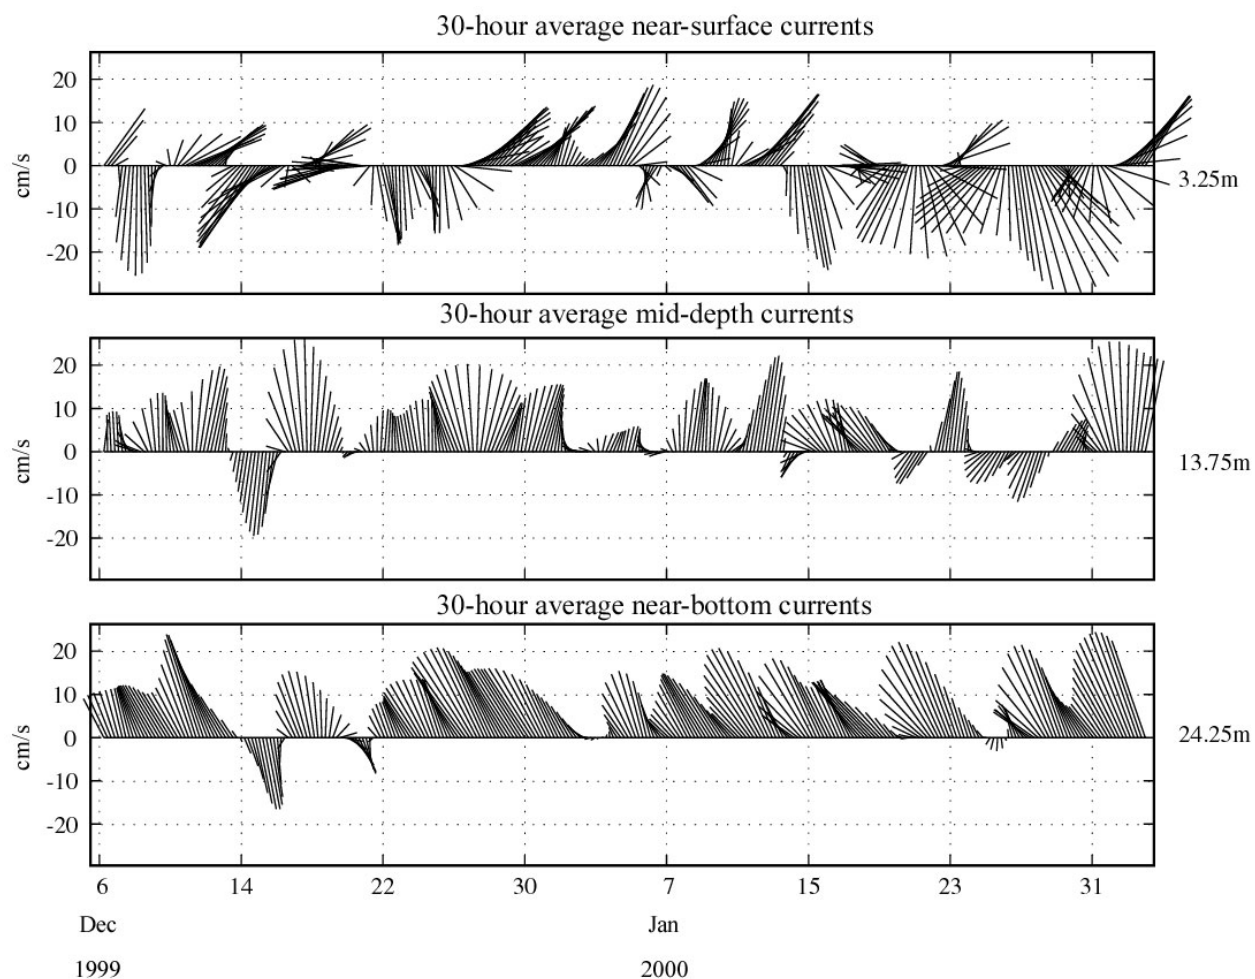 30-hour average near-surface currents
20
10
0
-10
-20
cm/s
3.25m
30-hour average mid-depth currents
20
10
0
-10
-20
cm/s
13.75m
30-hour average near-bottom currents
20
10
0
-10
-20
cm/s
24.25m
6 14 22 30 7 15 23 31
Dec Jan
1999 2000